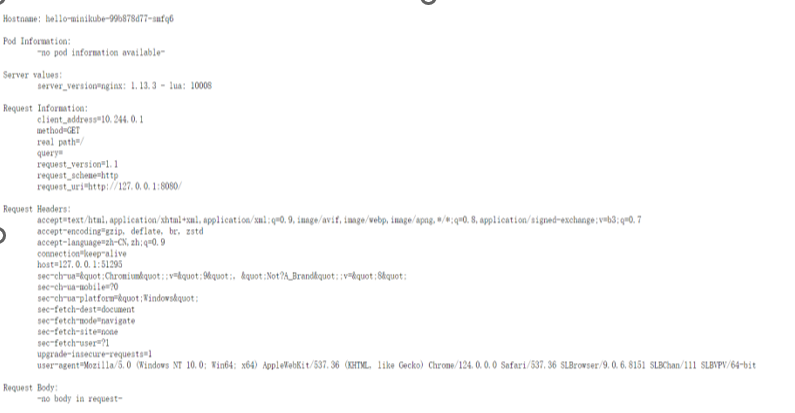 Hostname: hello-minikube-99b878d77-smfq6
Pod Information:
-no pod information available-
Server values:
server_version=nginx: 1.13.3 - lua: 10008
Request Information:
client_address=10.244.0.1
method=GET
real path=/
query=
request_version=1.1
request_scheme=http
request_uri=http://127.0.0.1:8080/
Request Headers:
accept=text/html,application/xhtml+xml,application/xml;q=0.9,image/avif,image/webp,image/apng,*/*;q=0.8,application/signed-exchange;v=b3;q=0.7
accept-encoding=gzip, deflate, br, zstd
accept-language=zh-CN,zh;q=0.9
connection=keep-alive
host=127.0.0.1:51295
sec-ch-ua=&quot;Chromium&quot;;v=&quot;9&quot;, &quot;Not?A_Brand&quot;;v=&quot;8&quot;
sec-ch-ua-mobile=?0
sec-ch-ua-platform=&quot;Windows&quot;
sec-fetch-dest=document
sec-fetch-mode=navigate
sec-fetch-site=none
sec-fetch-user=?1
upgrade-insecure-requests=1
user-agent=Mozilla/5.0 (Windows NT 10.0; Win64; x64) AppleWebKit/537.36 (KHTML, like Gecko) Chrome/124.0.0.0 Safari/537.36 SLBrowser/9.0.6.8151 SLBChan/111 SLBVPV/64-bit
Request Body:
-no body in request-